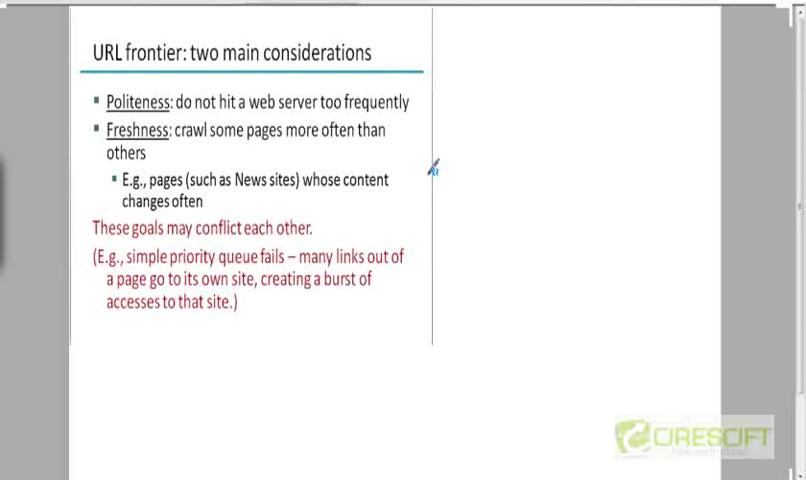 URL frontier: two main considerations
▪ Politeness: do not hit a web server too frequently
▪ Freshness: crawl some pages more often than
others
▪ E.g., pages (such as News sites) whose content
changes often
These goals may conflict each other.
(E.g., simple priority queue fails – many links out of
a page go to its own site, creating a burst of
accesses to that site.)